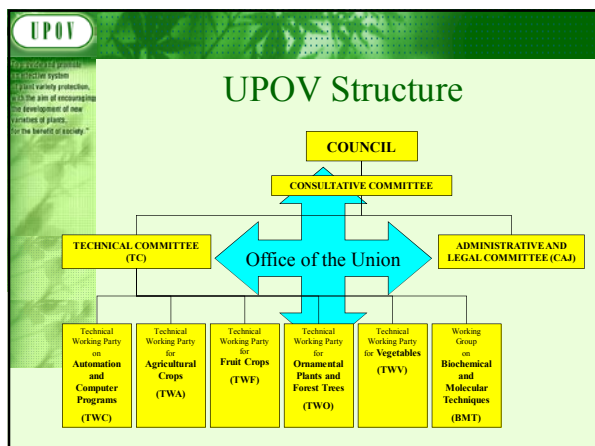 UPOV
"To provide and promote
an effective system
of plant variety protection,
with the aim of encouraging
the development of new
varieties of plants,
for the benefit of society."
UPOV Structure
COUNCIL
CONSULTATIVE COMMITTEE
TECHNICAL COMMITTEE
(TC)
Office of the Union
ADMINISTRATIVE AND
LEGAL COMMITTEE (CAJ)
Technical
Working Party
on
Automation
and
Computer
Programs
(TWC)
Technical
Working Party
for
Agricultural
Crops
(TWA)
Technical
Working Party
for
Fruit Crops
(TWF)
Technical
Working Party
for
Ornamental
Plants and
Forest Trees
(TWO)
Technical
Working Party
for Vegetables
(TWV)
Working
Group
on
Biochemical
and
Molecular
Techniques
(BMT)